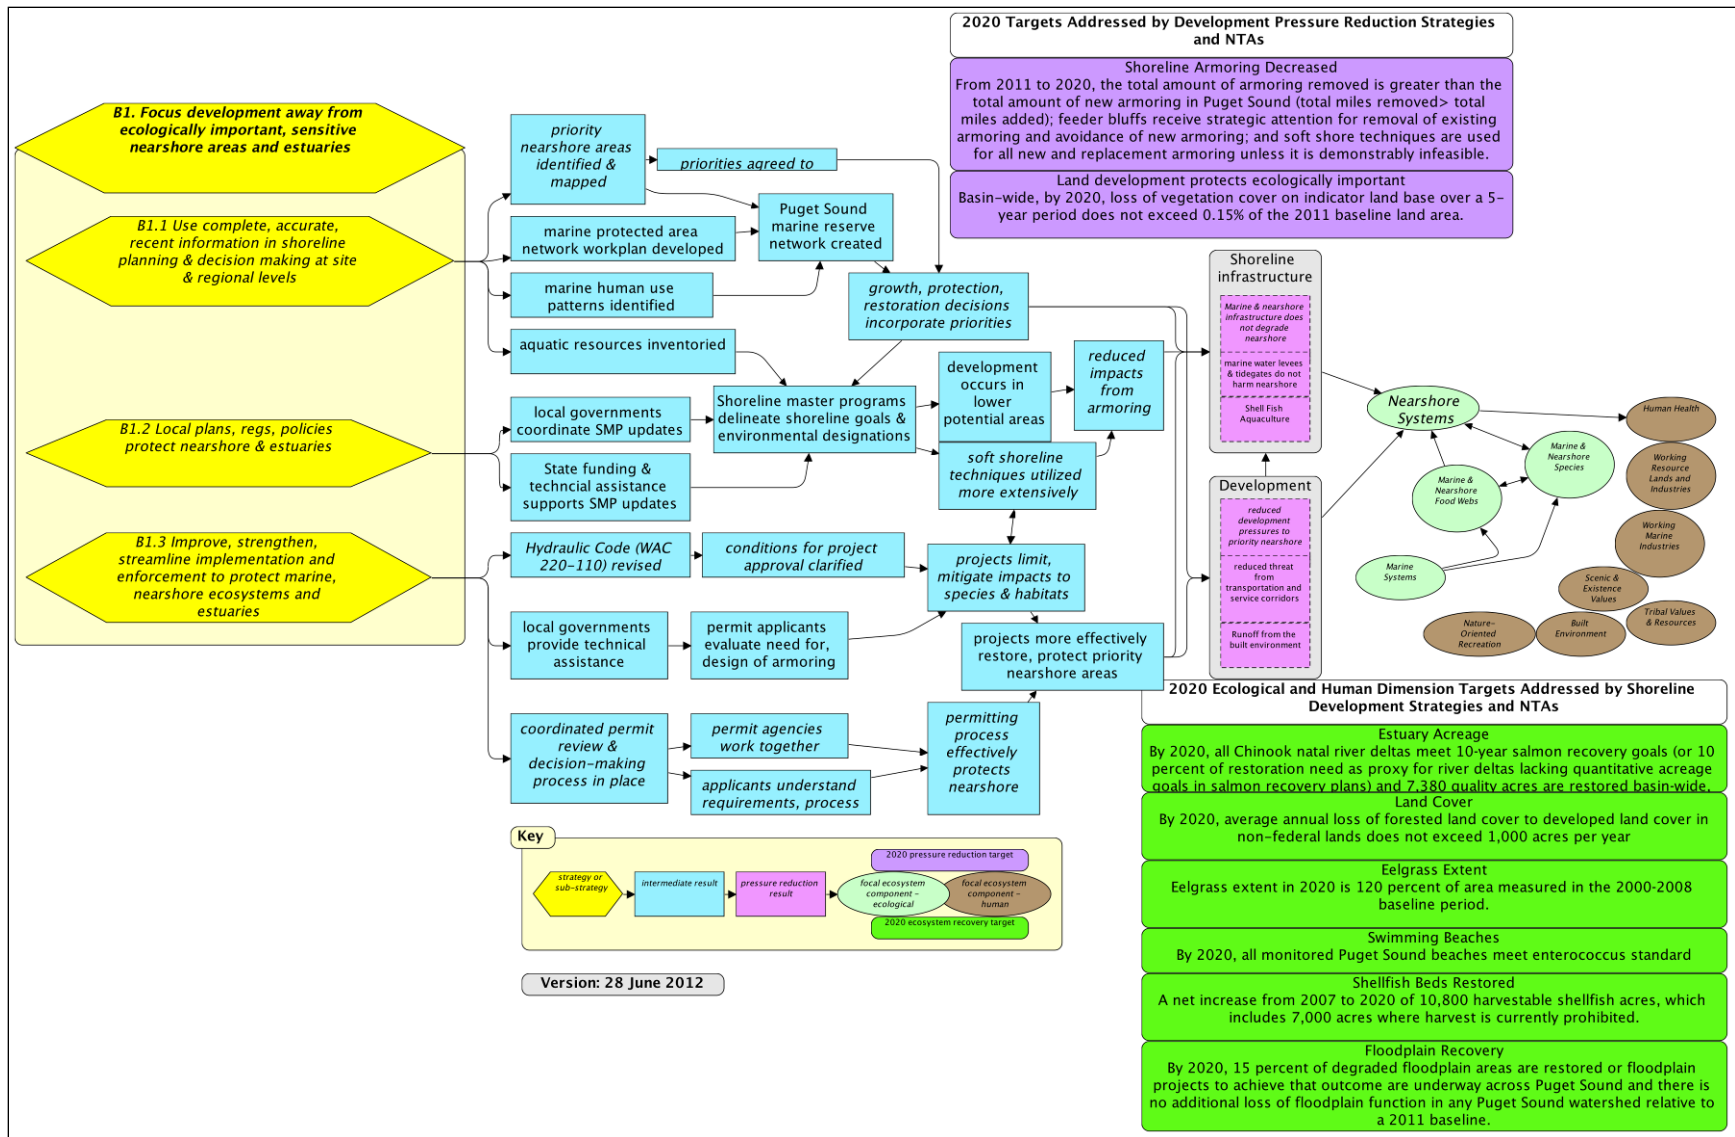 2020 Targets Addressed by Development Pressure Reduction Strategies
and NTAs
Shoreline Armoring Decreased
From 2011 to 2020, the total amount of armoring removed is greater than the
total amount of new armoring in Puget Sound (total miles removed> total
miles added); feeder bluffs receive strategic attention for removal of existing
armoring and avoidance of new armoring; and soft shore techniques are used
for all new and replacement armoring unless it is demonstrably infeasible.
Land development protects ecologically important
Basin-wide, by 2020, loss of vegetation cover on indicator land base over a 5-
year period does not exceed 0.15% of the 2011 baseline land area.
B1. Focus development away from
ecologically important, sensitive
nearshore areas and estuaries
B1.1 Use complete, accurate,
recent information in shoreline
planning & decision making at site
& regional levels
B1.2 Local plans, regs, policies
protect nearshore & estuaries
B1.3 Improve, strengthen,
streamline implementation and
enforcement to protect marine,
nearshore ecosystems and
estuaries
priority
nearshore areas
identified &
mapped
priorities agreed to
marine protected area
network workplan developed
Puget Sound
marine reserve
network created
marine human use
patterns identified
growth, protection,
restoration decisions
incorporate priorities
aquatic resources inventoried
local governments
coordinate SMP updates
State funding &
techncial assistance
supports SMP updates
Shoreline master programs
delineate shoreline goals &
environmental designations
development
occurs in
lower
potential areas
reduced
impacts
from
armoring
soft shoreline
techniques utilized
more extensively
Hydraulic Code (WAC
220-110) revised
conditions for project
approval clarified
projects limit,
mitigate impacts to
species & habitats
local governments
provide technical
assistance
permit applicants
evaluate need for,
design of armoring
projects more effectively
restore, protect priority
nearshore areas
coordinated permit
review &
decision-making
process in place
permit agencies
work together
applicants understand
requirements, process
permitting
process
effectively
protects
nearshore
Shoreline
infrastructure
Marine & nearshore
infrastructure does
not degrade
nearshore
marine water levees
& tidegates do not
harm nearshore
Shell Fish
Aquaculture
Development
reduced
development
pressures to
priority nearshore
reduced threat
from
transportation and
service corridors
Runoff from the
built environment
Nearshore
Systems
Marine &
Nearshore
Species
Marine &
Nearshore
Food Webs
Marine
Systems
Human Health
Working
Resource
Lands and
Industries
Working
Marine
Industries
Scenic &
Existence
Values
Tribal Values
& Resources
Built
Environment
Nature-
Oriented
Recreation
2020 Ecological and Human Dimension Targets Addressed by Shoreline
Development Strategies and NTAs
Estuary Acreage
By 2020, all Chinook natal river deltas meet 10-year salmon recovery goals (or 10
percent of restoration need as proxy for river deltas lacking quantitative acreage
goals in salmon recovery plans) and 7,380 quality acres are restored basin-wide,
Land Cover
By 2020, average annual loss of forested land cover to developed land cover in
non-federal lands does not exceed 1,000 acres per year
Eelgrass Extent
Eelgrass extent in 2020 is 120 percent of area measured in the 2000-2008
baseline period.
Swimming Beaches
By 2020, all monitored Puget Sound beaches meet enterococcus standard
Shellfish Beds Restored
A net increase from 2007 to 2020 of 10,800 harvestable shellfish acres, which
includes 7,000 acres where harvest is currently prohibited.
Floodplain Recovery
By 2020, 15 percent of degraded floodplain areas are restored or floodplain
projects to achieve that outcome are underway across Puget Sound and there is
no additional loss of floodplain function in any Puget Sound watershed relative to
a 2011 baseline.
Key
strategy or
sub-strategy
intermediate result
pressure reduction
result
2020 pressure reduction target
focal ecosystem
component -
ecological
focal ecosystem
component -
human
2020 ecosystem recovery target
Version: 28 June 2012